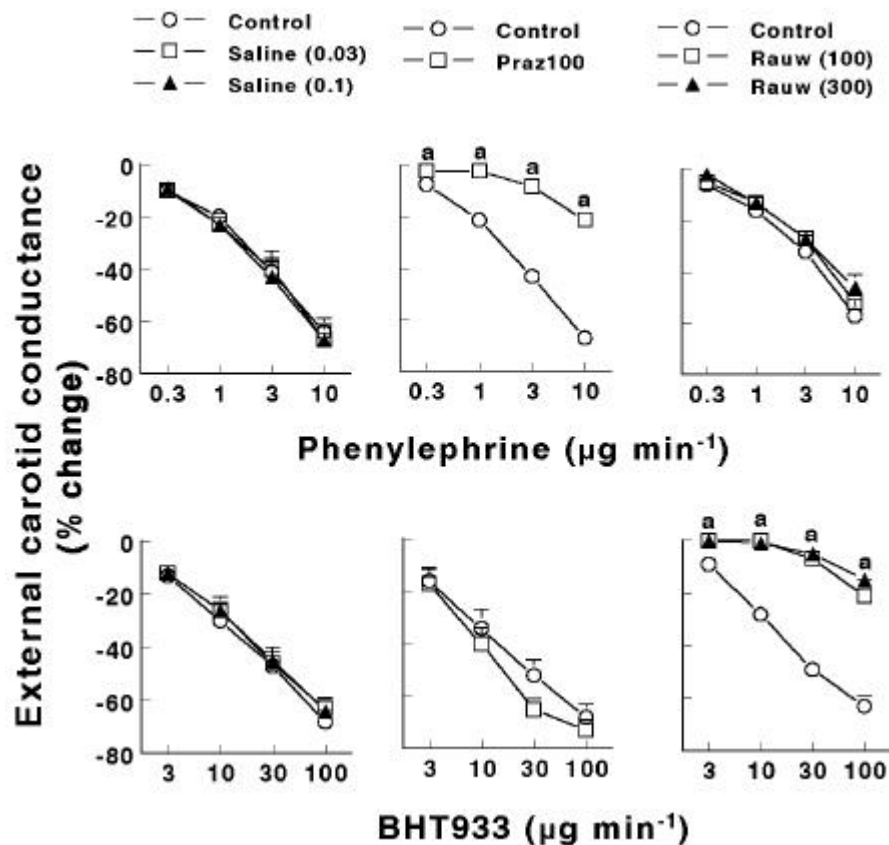 Control
Saline (0.03)
Saline (0.1)
Control
Praz100
Control
Rauw (100)
Rauw (300)
External carotid conductance
(% change)
0
-20
-40
-60
-80
0.3 1 3 10
a a a a
0.3 1 3 10
0.3 1 3 10
Phenylephrine (µg min-1)
0
-20
-40
-60
-80
3 10 30 100
3 10 30 100
a a a a
3 10 30 100
BHT933 (µg min-1)